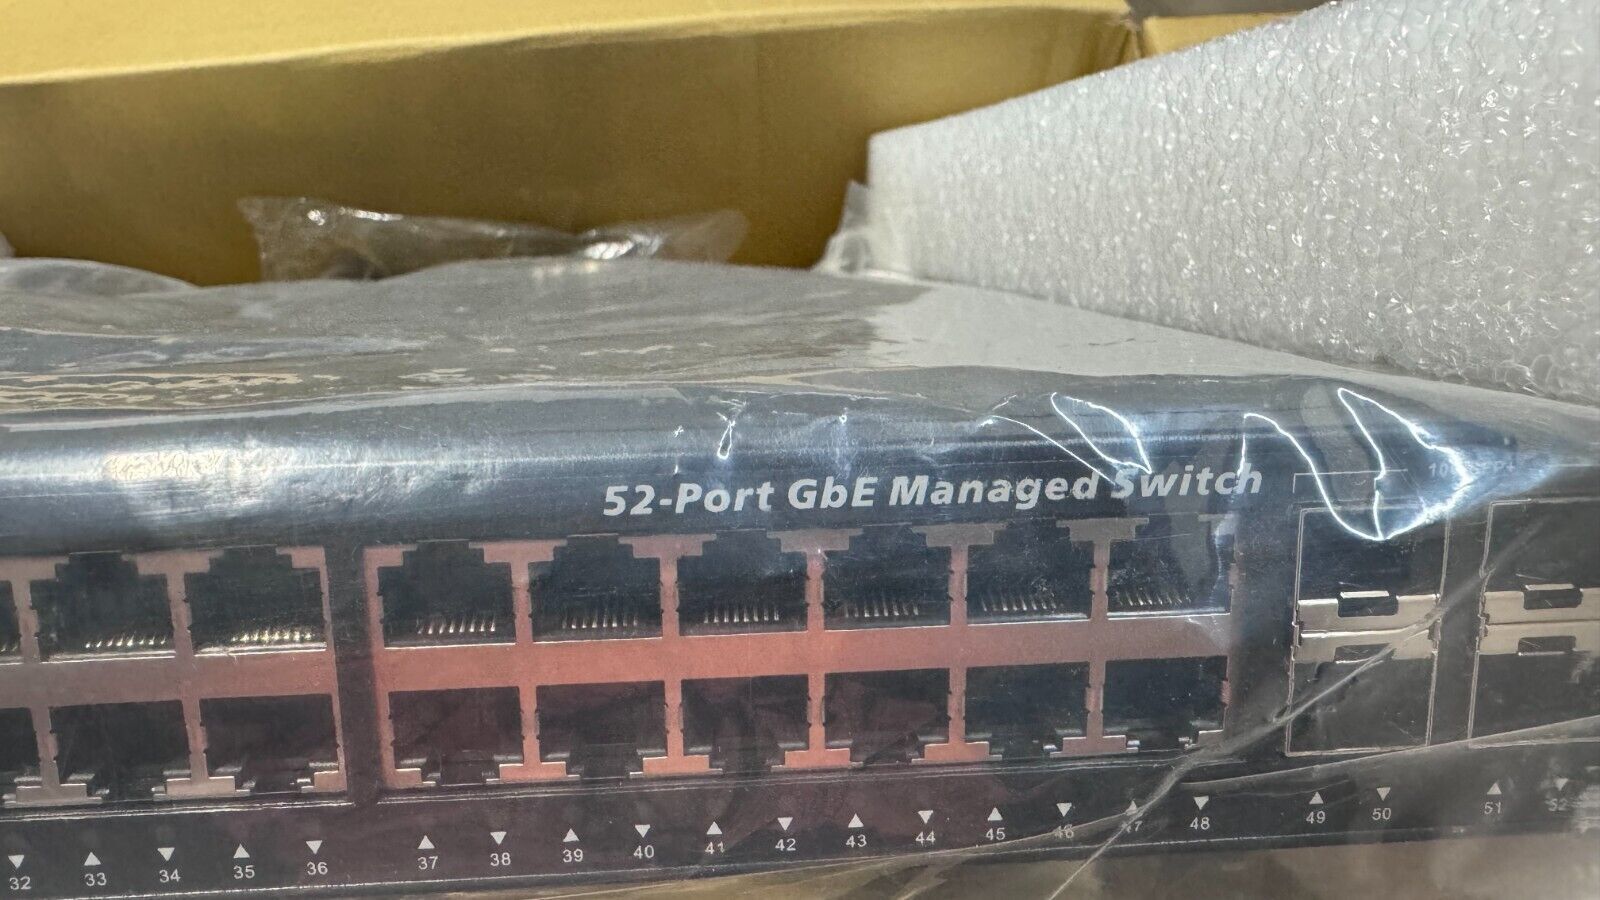 52-Port GbE Managed Switch
32 33 34 35 36 37 38 39 40 41 42 43 44 45 46 47 48 49 50 51 52